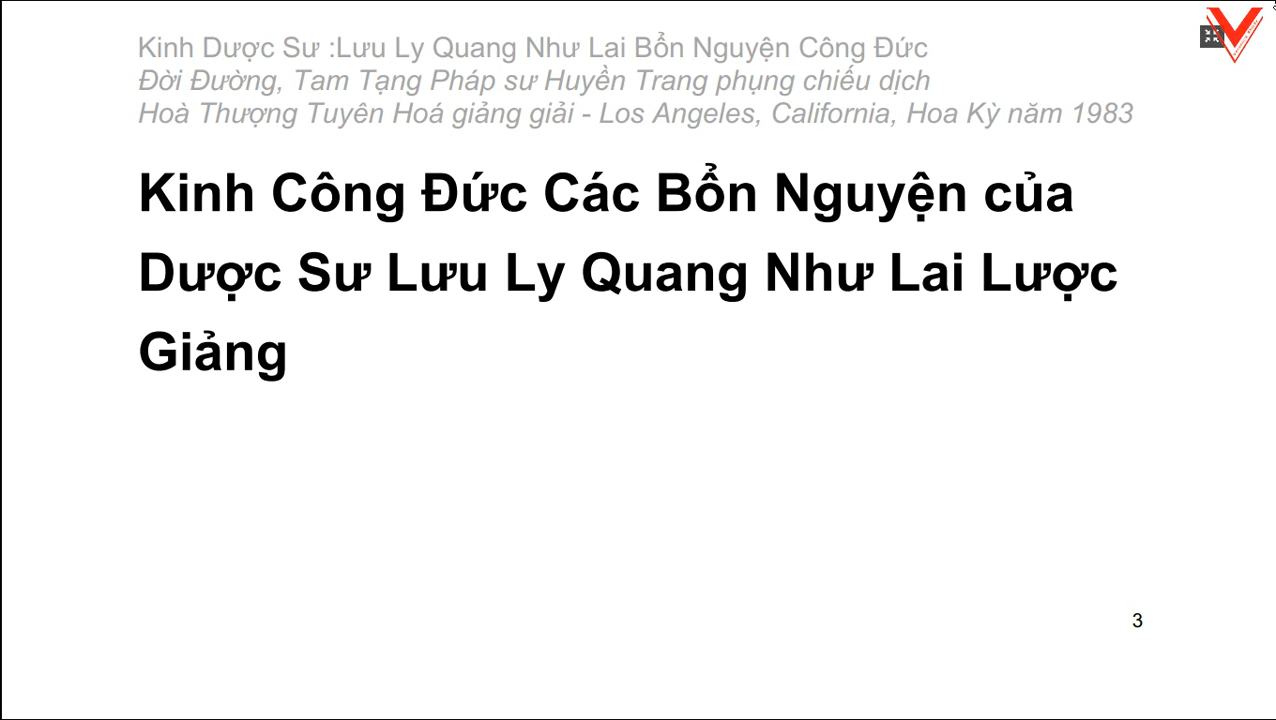 Kinh Dược Sư :Lưu Ly Quang Như Lai Bổn Nguyện Công Đức
Đời Đường, Tam Tạng Pháp sư Huyền Trang phụng chiếu dịch
Hoà Thượng Tuyên Hoá giảng giải - Los Angeles, California, Hoa Kỳ năm 1983
Kinh Công Đức Các Bổn Nguyện của
Dược Sư Lưu Ly Quang Như Lai Lược
Giảng
3